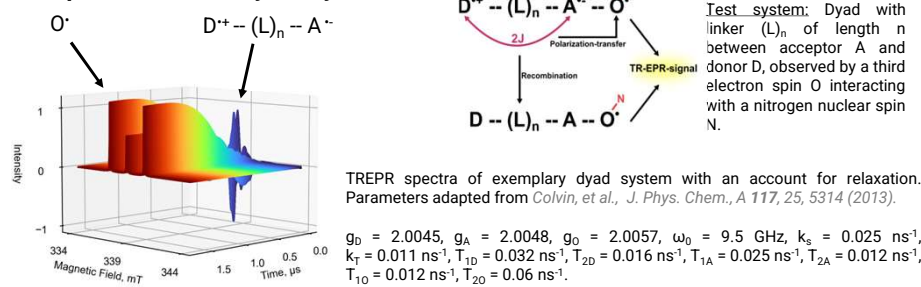 O• D•+ -- (L)n -- A•-
1
0
-1
Intensity
334
339
344
Magnetic Field, mT
1.5
1.0
0.5
0.0
Time, µs
D•+ -- (L)n -- A•- -- O•
2J
Polarization-transfer
Recombination
TR-EPR-signal
N
D -- (L)n -- A -- O•
Test system: Dyad with
linker (L)n of length n
between acceptor A and
donor D, observed by a third
electron spin O interacting
with a nitrogen nuclear spin
N.
TREPR spectra of exemplary dyad system with an account for relaxation.
Parameters adapted from Colvin, et al., J. Phys. Chem., A 117, 25, 5314 (2013).
gD = 2.0045, gA = 2.0048, gO = 2.0057, ω0 = 9.5 GHz, ks = 0.025 ns-1,
kT = 0.011 ns-1, T1D = 0.032 ns-1, T2D = 0.016 ns-1, T1A = 0.025 ns-1, T2A = 0.012 ns-1,
T1O = 0.012 ns-1, T2O = 0.06 ns-1.